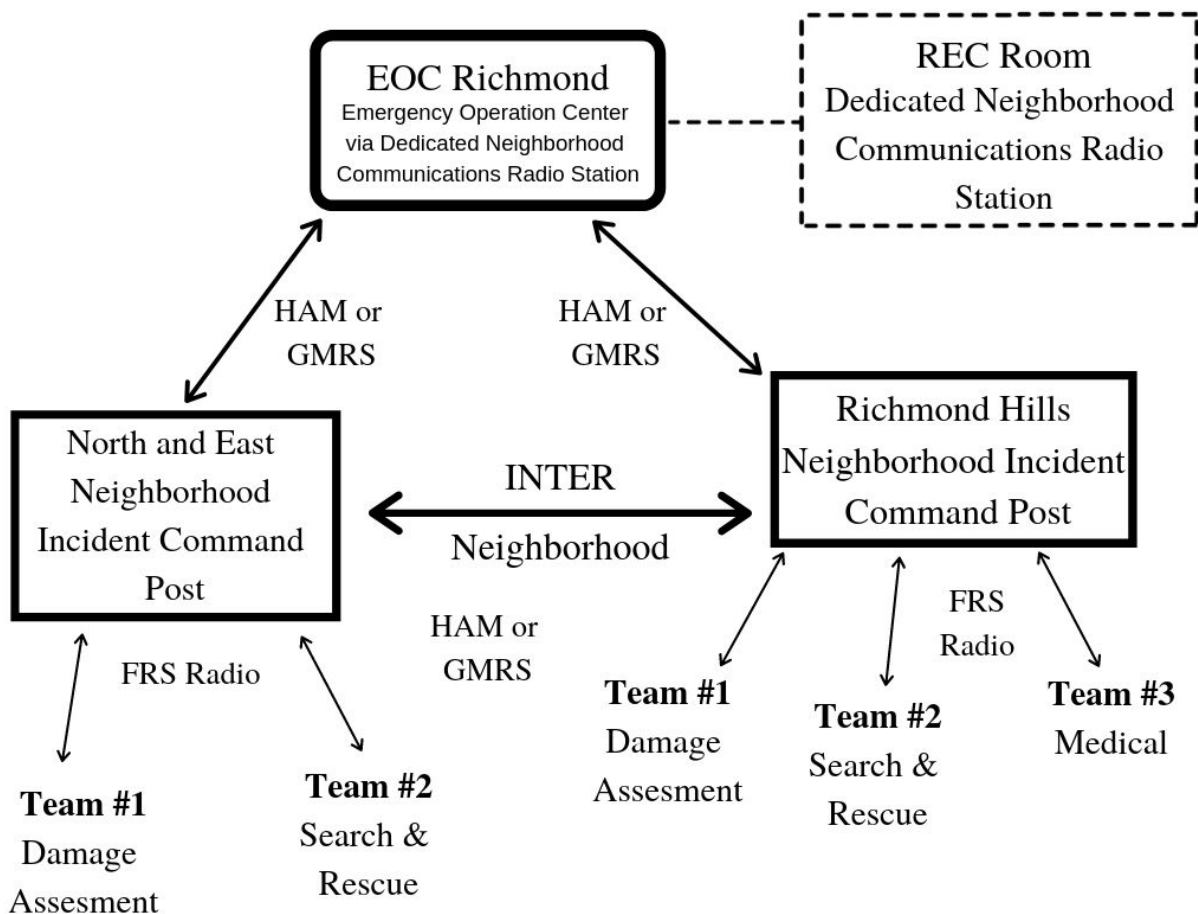 EOC Richmond
Emergency Operation Center
via Dedicated Neighborhood
Communications Radio Station
REC Room
Dedicated Neighborhood
Communications Radio
Station
HAM or
GMRS
HAM or
GMRS
North and East
Neighborhood
Incident Command
Post
INTER
Neighborhood
HAM or
GMRS
Richmond Hills
Neighborhood Incident
Command Post
FRS Radio
Team #1
Damage
Assesment
Team #2
Search &
Rescue
FRS
Radio
Team #1
Damage
Assesment
Team #2
Search &
Rescue
Team #3
Medical